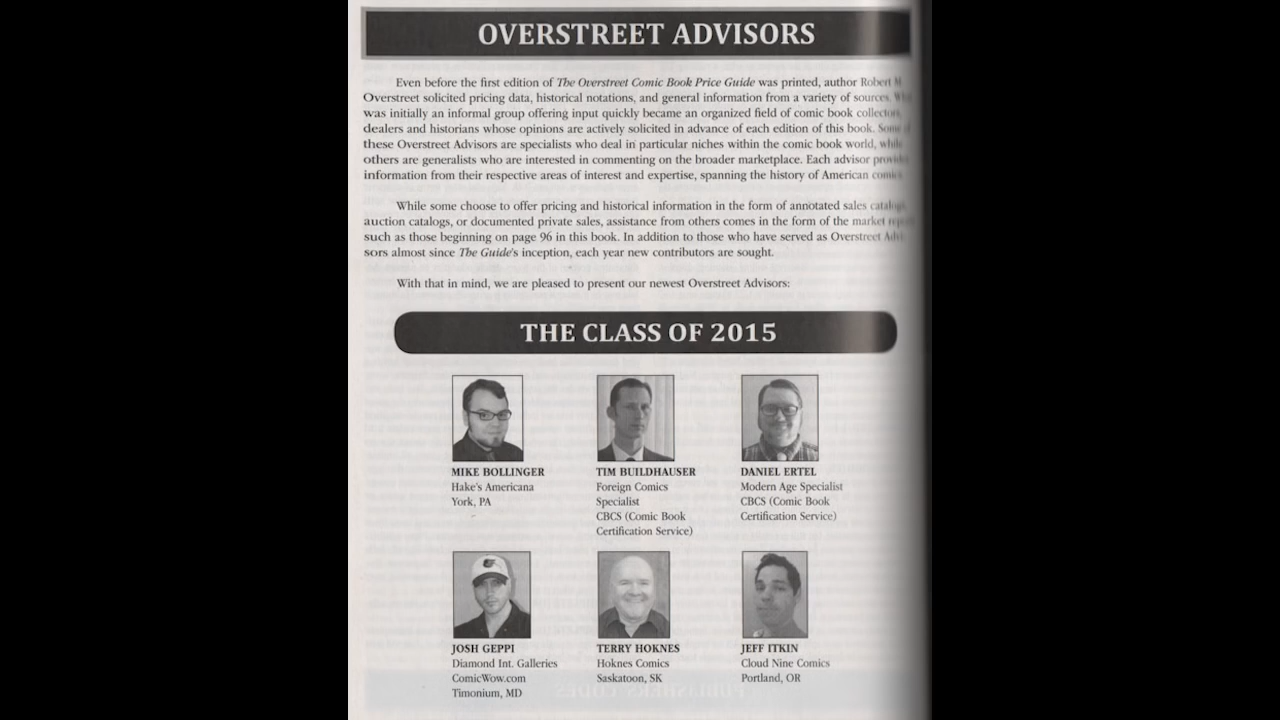 OVERSTREET ADVISORS
Even before the first edition of The Overstreet Comic Book Price Guide was printed, author Robert M
Overstreet solicited pricing data, historical notations, and general information from a variety of sources.
was initially an informal group offering input quickly became an organized field of comic book collectors,
dealers and historians whose opinions are actively solicited in advance of each edition of this book. Some
these Overstreet Advisors are specialists who deal in particular niches within the comic book world, while
others are generalists who are interested in commenting on the broader marketplace. Each advisor
information from their respective areas of interest and expertise, spanning the history of American comics
While some choose to offer pricing and historical information in the form of annotated sales
auction catalogs, or documented private sales, assistance from others comes in the form of the market
such as those beginning on page 96 in this book. In addition to those who have served as Overstreet
sors almost since The Guide's inception, each year new contributors are sought.
With that in mind, we are pleased to present our newest Overstreet Advisors:
THE CLASS OF 2015
MIKE BOLLINGER
Hake's Americana
York, PA
TIM BUILDHAUSER
Foreign Comics
Specialist
CBCS (Comic Book
Certification Service)
DANIEL ERTEL
Modern Age Specialist
CBCS (Comic Book
Certification Service)
JOSH GEPPI
Diamond Int. Galleries
ComicWow.com
Timonium, MD
TERRY HOKNES
Hoknes Comics
Saskatoon, SK
JEFF ITKIN
Cloud Nine Comics
Portland, OR